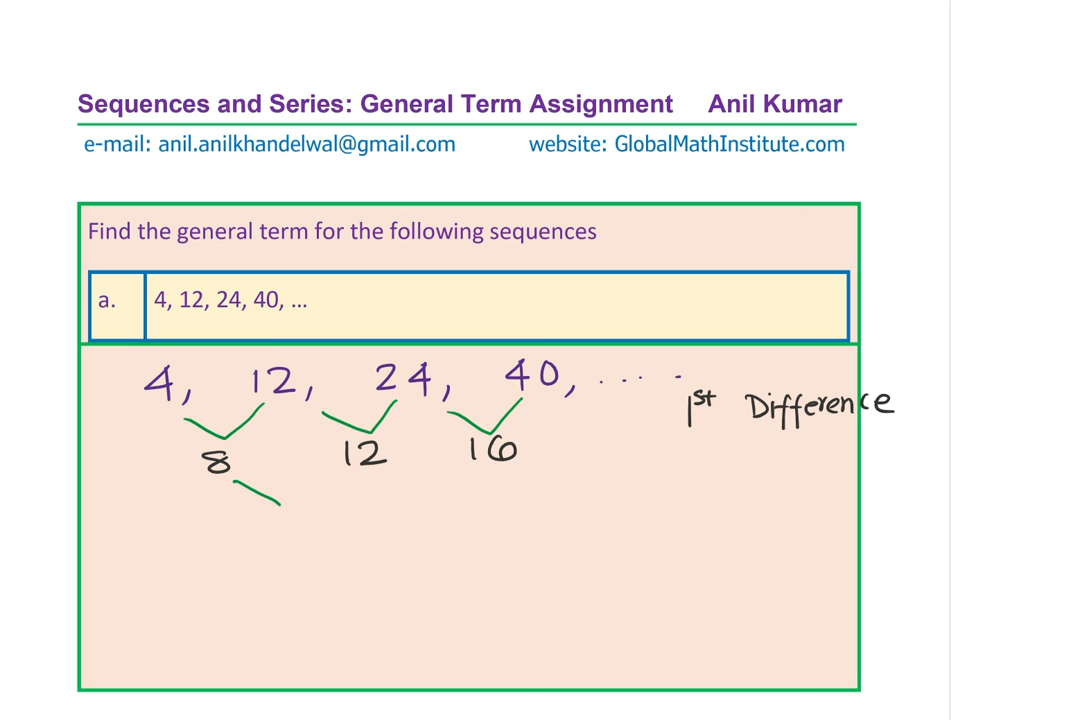 Sequences and Series: General Term Assignment Anil Kumar
e-mail: anil.anilkhandelwal@gmail.com website: GlobalMathInstitute.com
Find the general term for the following sequences
a. 4, 12, 24, 40, ...
4, 12, 24, 40, .....
1st Difference
8 12 16